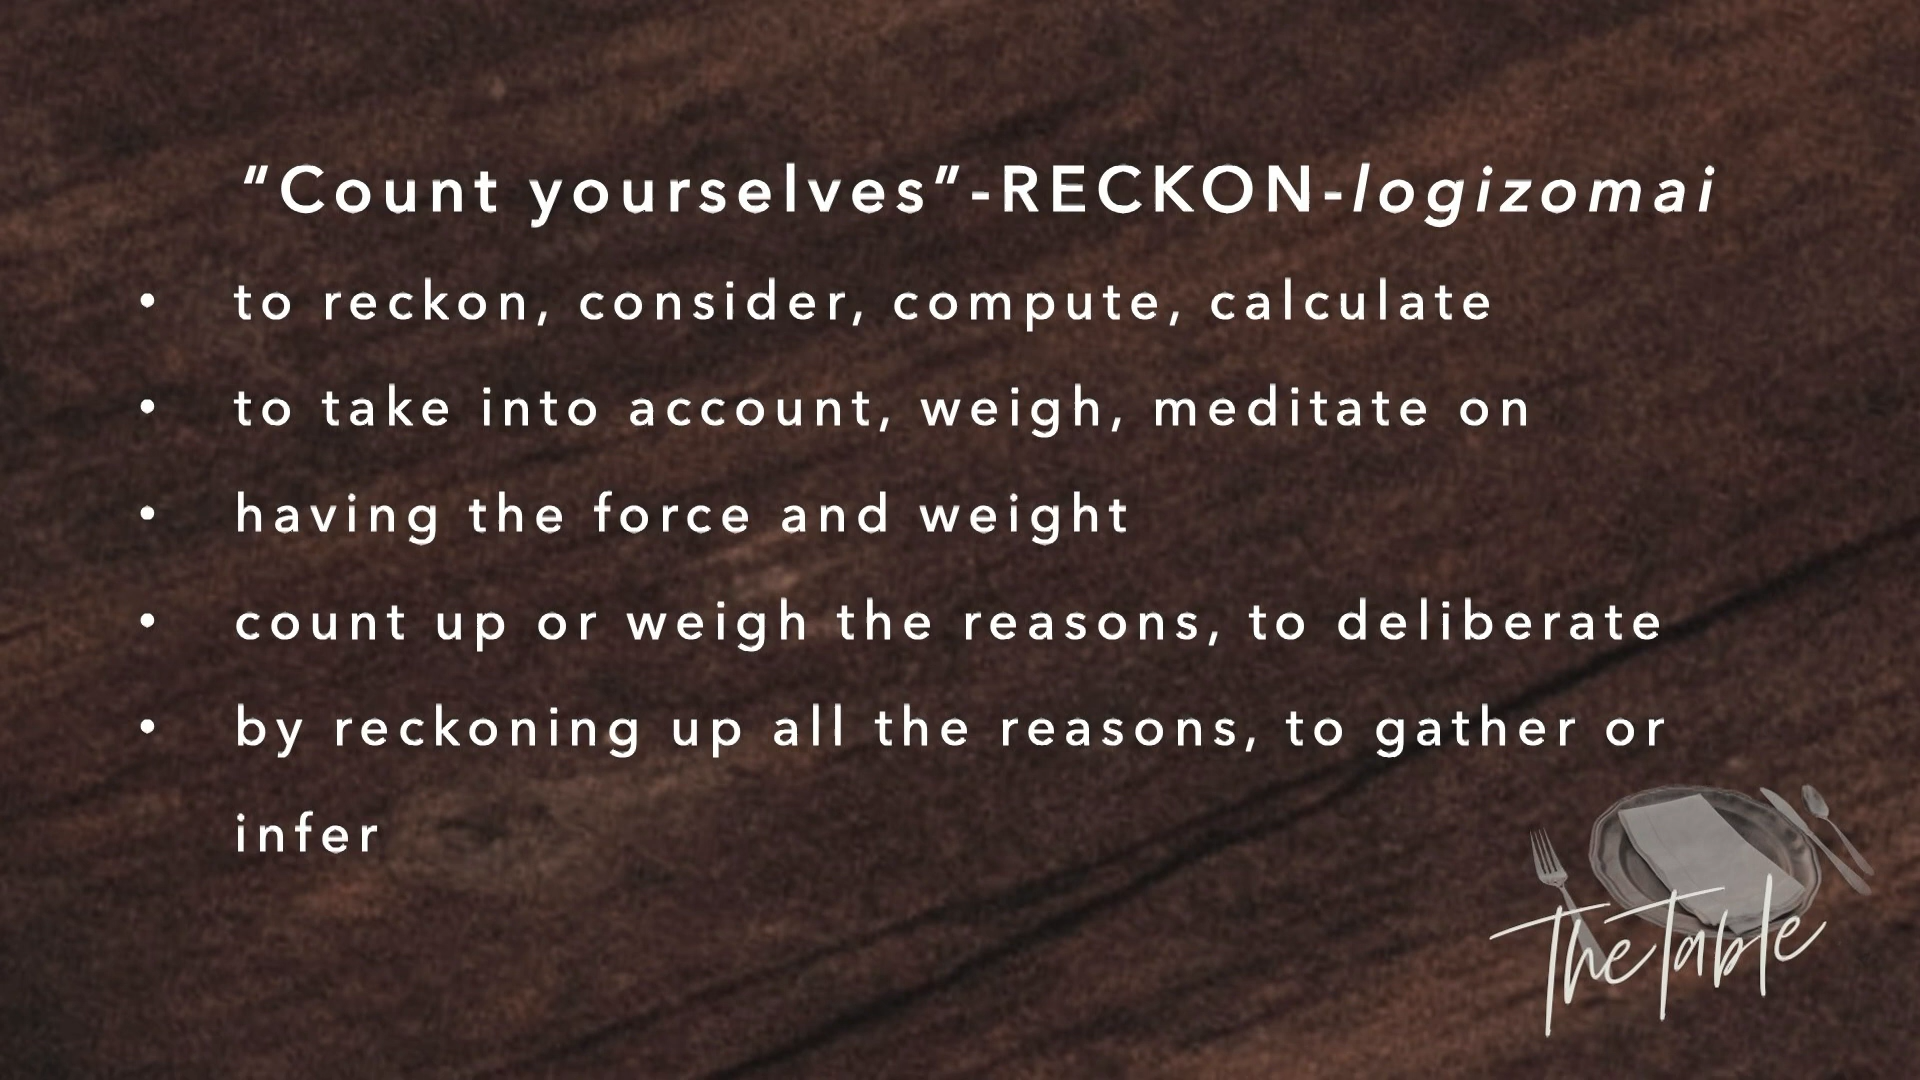 “Count yourselves”-RECKON-logizomai
• to reckon, consider, compute, calculate
• to take into account, weigh, meditate on
• having the force and weight
• count up or weigh the reasons, to deliberate
• by reckoning up all the reasons, to gather or
infer
The Table